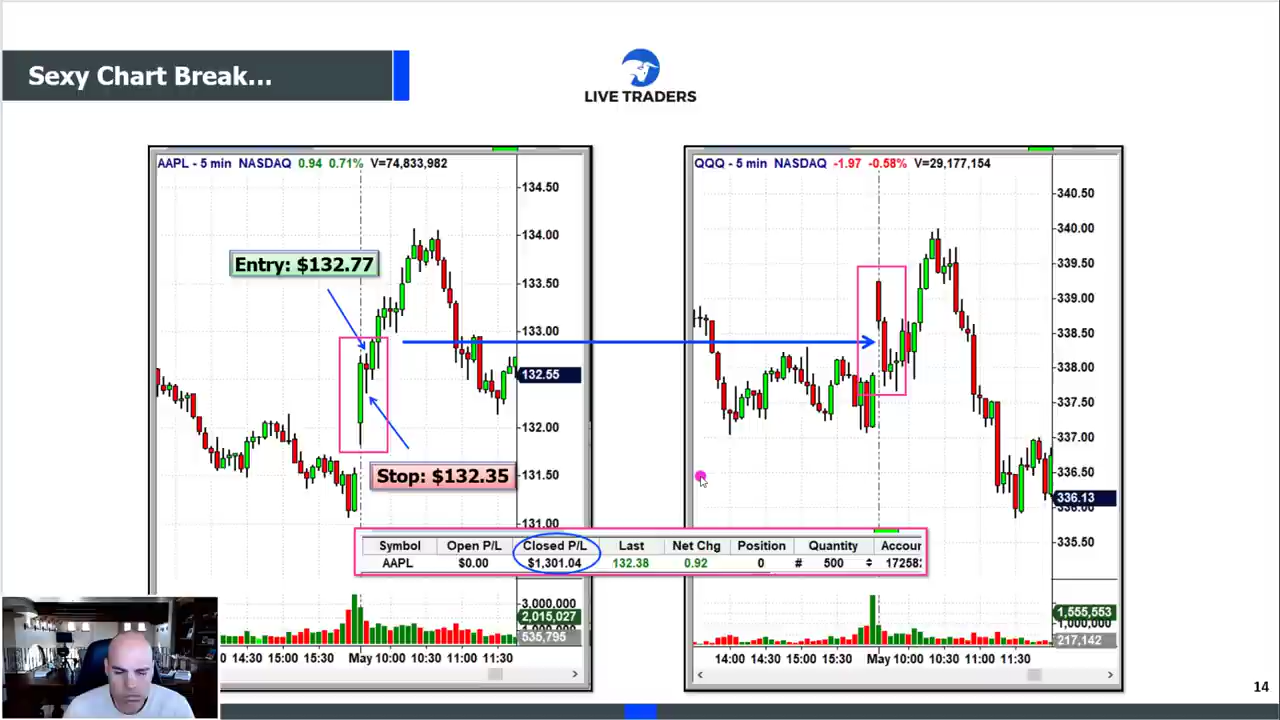 Sexy Chart Break...
LIVE TRADERS
AAPL - 5 min NASDAQ 0.94 0.71% V=74,833,982
134.50
134.00
133.50
133.00
132.55
132.00
131.50
131.00
Entry: $132.77
Stop: $132.35
3,000,000
2,015,027
535,795
0 14:30 15:00 15:30 May 10:00 10:30 11:00 11:30
QQQ - 5 min NASDAQ -1.97 -0.58% V=29,177,154
340.50
340.00
339.50
339.00
338.50
338.00
337.50
337.00
336.50
336.13
336.00
335.50
1,555,553
1,000,000
217,142
14:00 14:30 15:00 15:30 May 10:00 10:30 11:00 11:30
Symbol Open P/L Closed P/L Last Net Chg Position Quantity Accour
AAPL $0.00 $1,301.04 132.38 0.92 0 # 500 17258
14